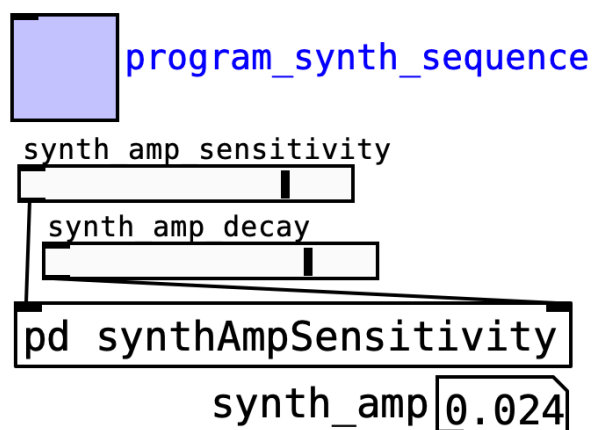 program_synth_sequence
synth amp sensitivity
synth amp decay
pd synthAmpSensitivity
synth_amp 0.024